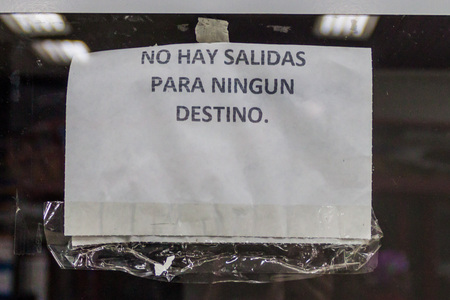 NO HAY SALIDAS
PARA NINGUN
DESTINO.